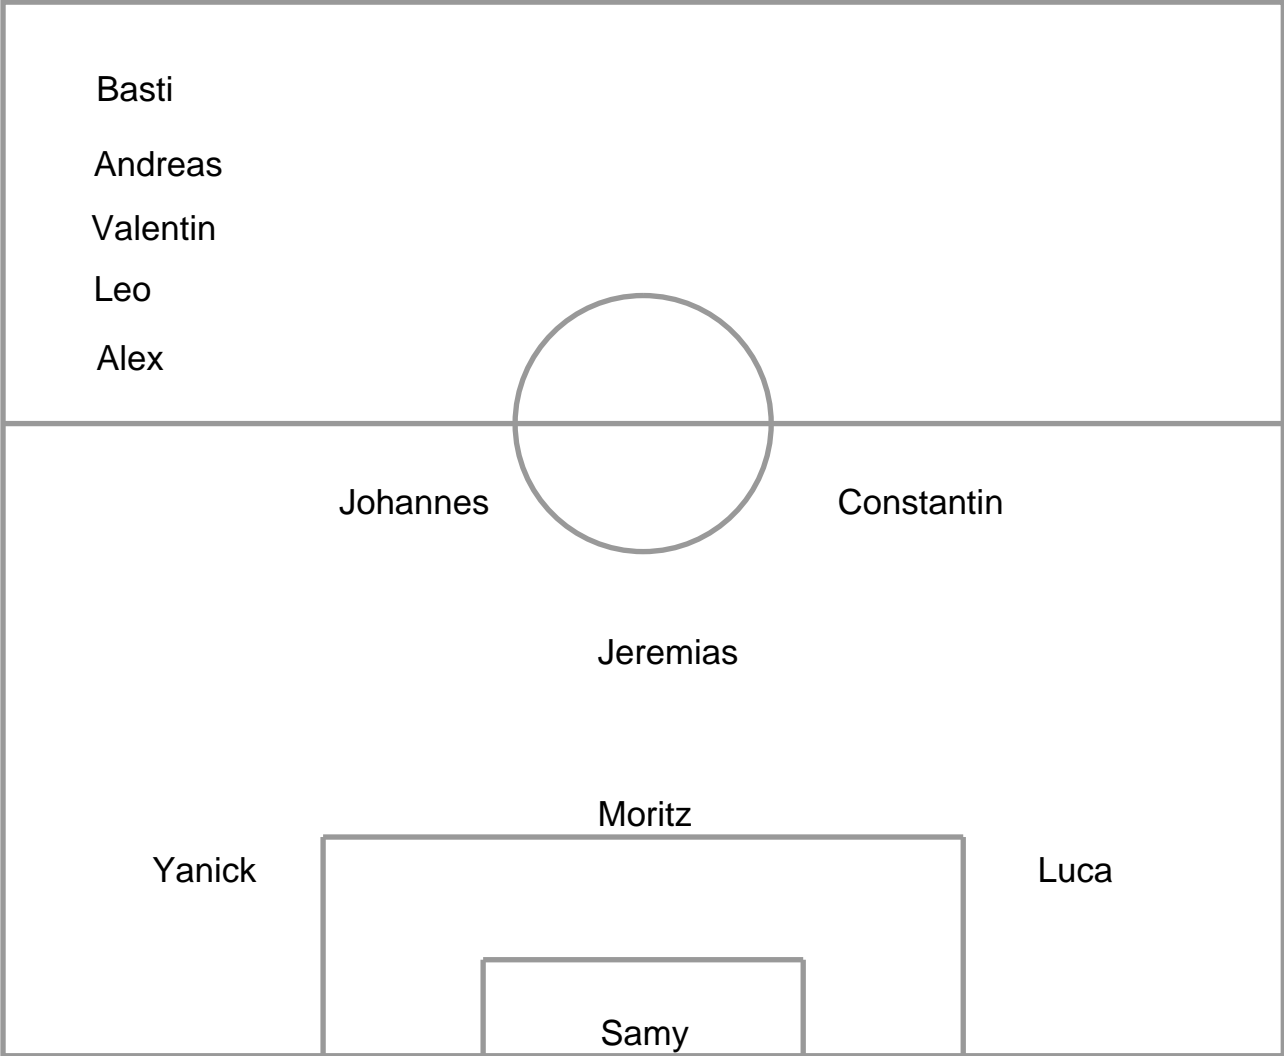 Basti
Andreas
Valentin
Leo
Alex
Johannes Constantin
Jeremias
Moritz
Yanick Luca
Samy